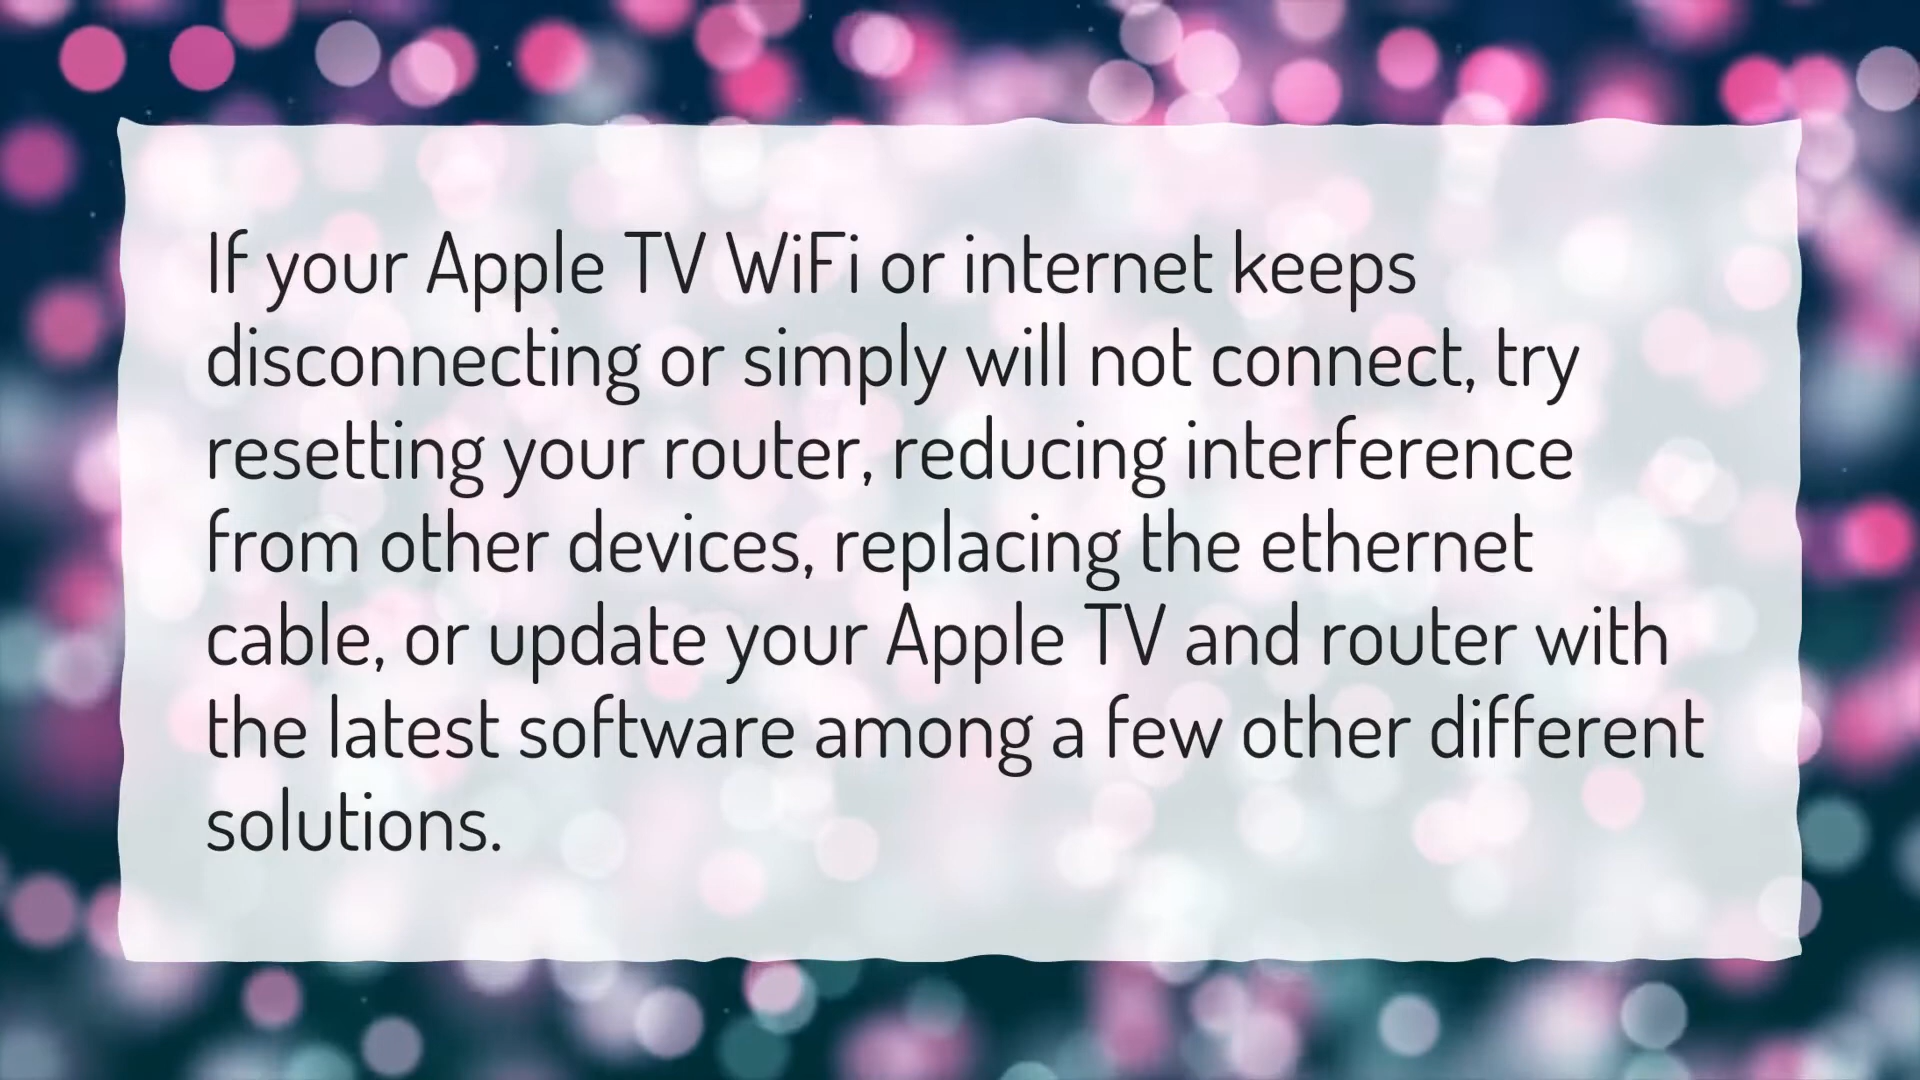 If your Apple TV WiFi or internet keeps
disconnecting or simply will not connect, try
resetting your router, reducing interference
from other devices, replacing the ethernet
cable, or update your Apple TV and router with
the latest software among a few other different
solutions.